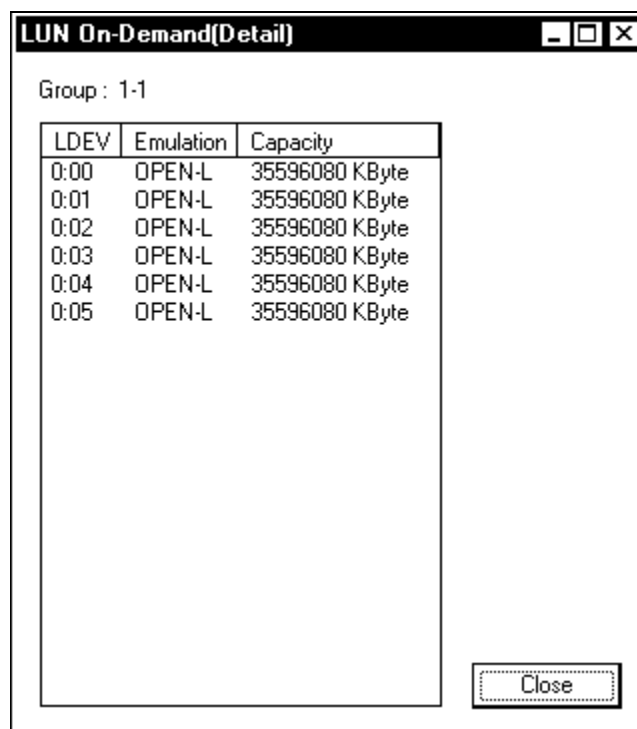 LUN On-Demand(Detail)
Group : 1-1
LDEV Emulation Capacity
0:00 OPEN-L 35596080 KByte
0:01 OPEN-L 35596080 KByte
0:02 OPEN-L 35596080 KByte
0:03 OPEN-L 35596080 KByte
0:04 OPEN-L 35596080 KByte
0:05 OPEN-L 35596080 KByte
Close